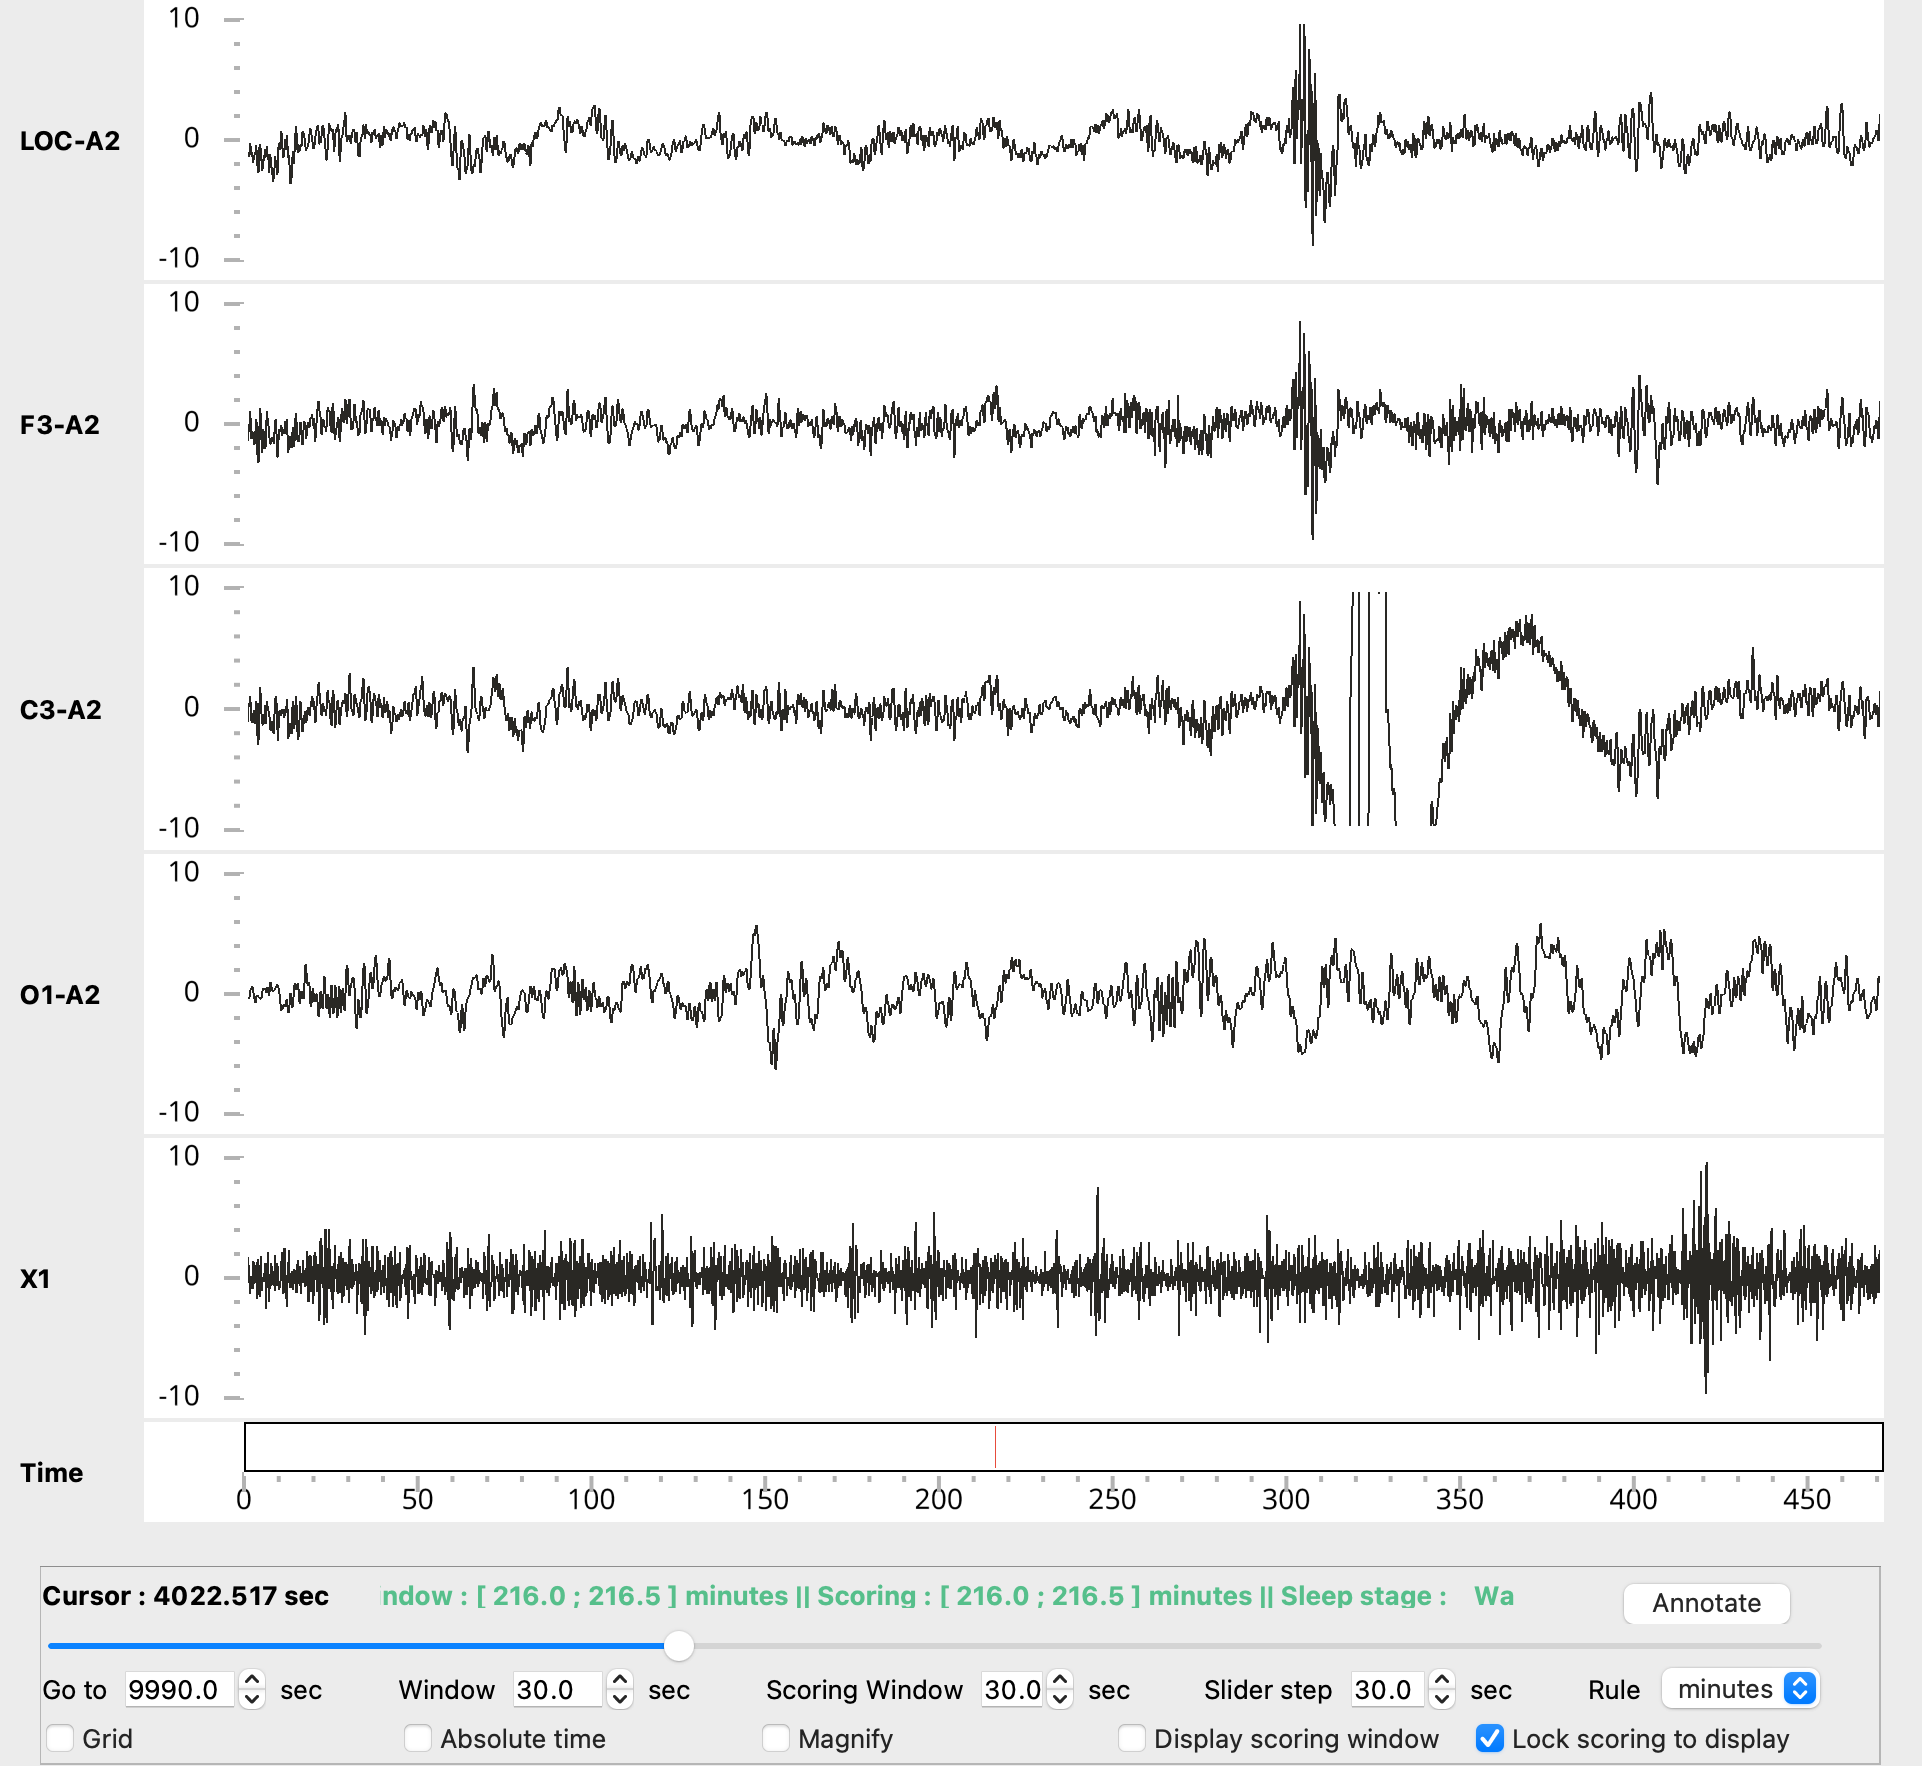 10
LOC-A2
0
-10
10
F3-A2
0
-10
10
C3-A2
0
-10
10
O1-A2
0
-10
10
X1
0
-10
Time
0 50 100 150 200 250 300 350 400 450
Cursor : 4022.517 sec ndow : [ 216.0 ; 216.5 ] minutes || Scoring : [ 216.0 ; 216.5 ] minutes || Sleep stage : Wa Annotate
Go to 9990.0 sec Window 30.0 sec Scoring Window 30.0 sec Slider step 30.0 sec Rule minutes
Grid Absolute time Magnify Display scoring window Lock scoring to display